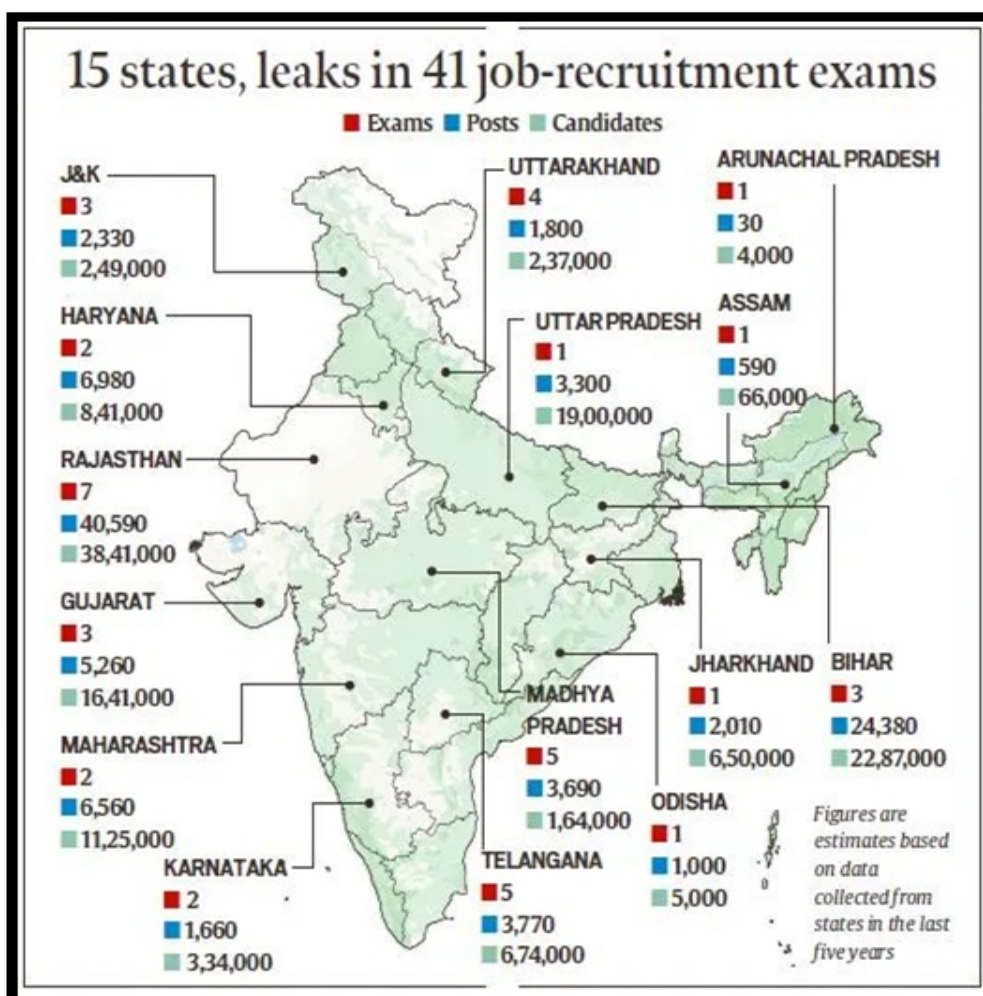 15 states, leaks in 41 job-recruitment exams
Exams Posts Candidates
J&K
3
2,330
2,49,000
HARYANA
2
6,980
8,41,000
RAJASTHAN
7
40,590
38,41,000
GUJARAT
3
5,260
16,41,000
MAHARASHTRA
2
6,560
11,25,000
KARNATAKA
2
1,660
3,34,000
UTTARAKHAND
4
1,800
2,37,000
UTTAR PRADESH
1
3,300
19,00,000
ARUNACHAL PRADESH
1
30
4,000
ASSAM
1
590
66,000
MADHYA
PRADESH
5
3,690
1,64,000
TELANGANA
5
3,770
6,74,000
JHARKHAND
1
2,010
6,50,000
BIHAR
3
24,380
22,87,000
ODISHA
1
1,000
5,000
Figures are
estimates based
on data
collected from
states in the last
five years